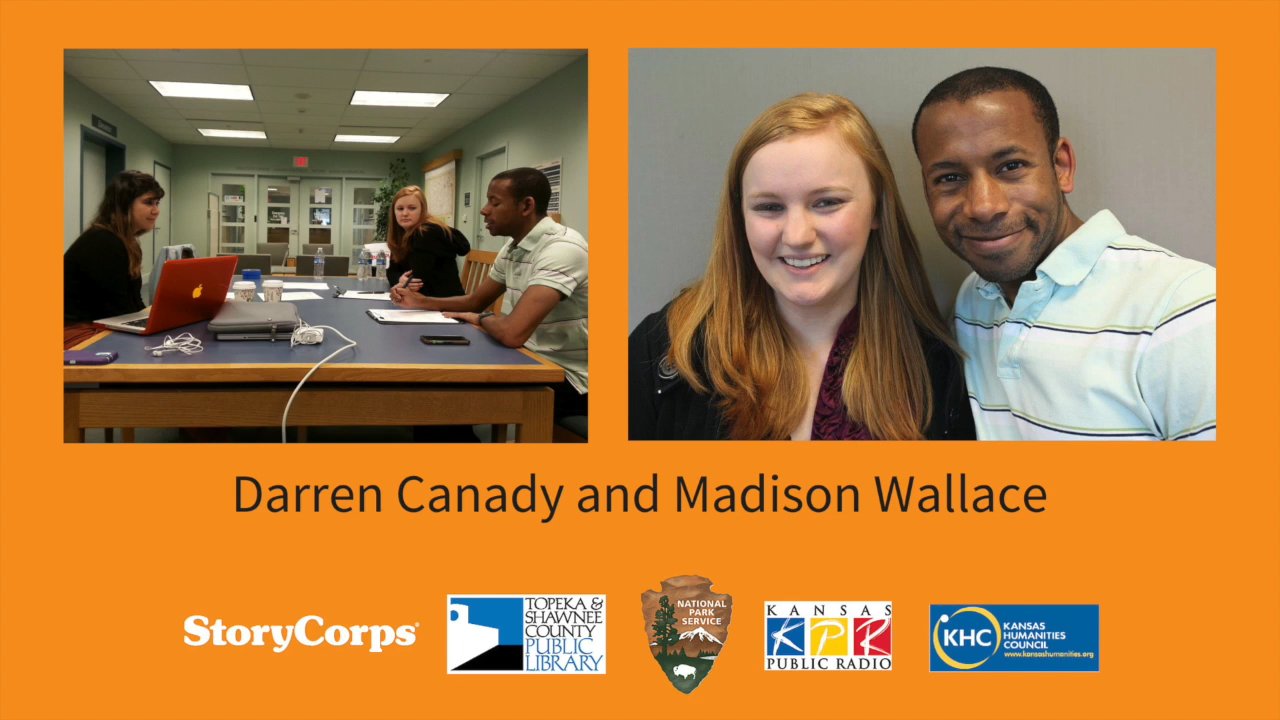 Darren Canady and Madison Wallace
StoryCorps
TOPEKA &
SHAWNEE
COUNTY
PUBLIC
LIBRARY
NATIONAL
PARK
SERVICE
KANSAS
KPR
PUBLIC RADIO
KHC
KANSAS
HUMANITIES
COUNCIL
www.kansashumanities.org